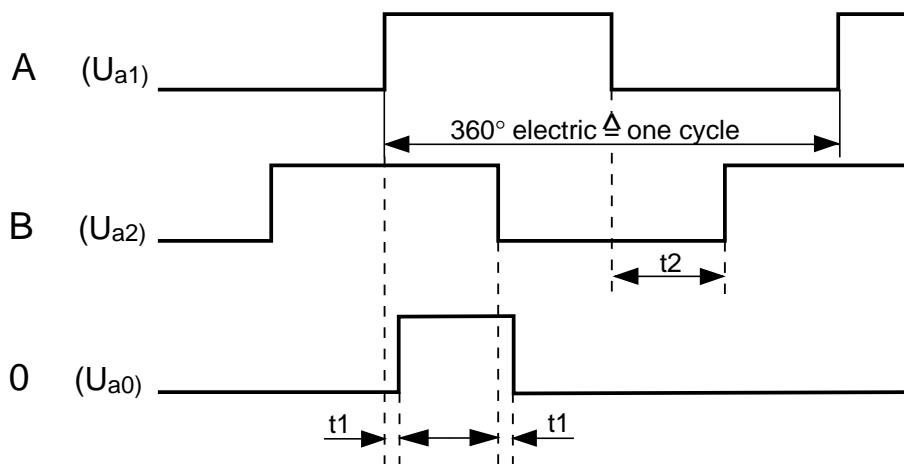 A (Ua1)
360° electric ≙ one cycle
B (Ua2)
t2
0 (Ua0)
t1 t1